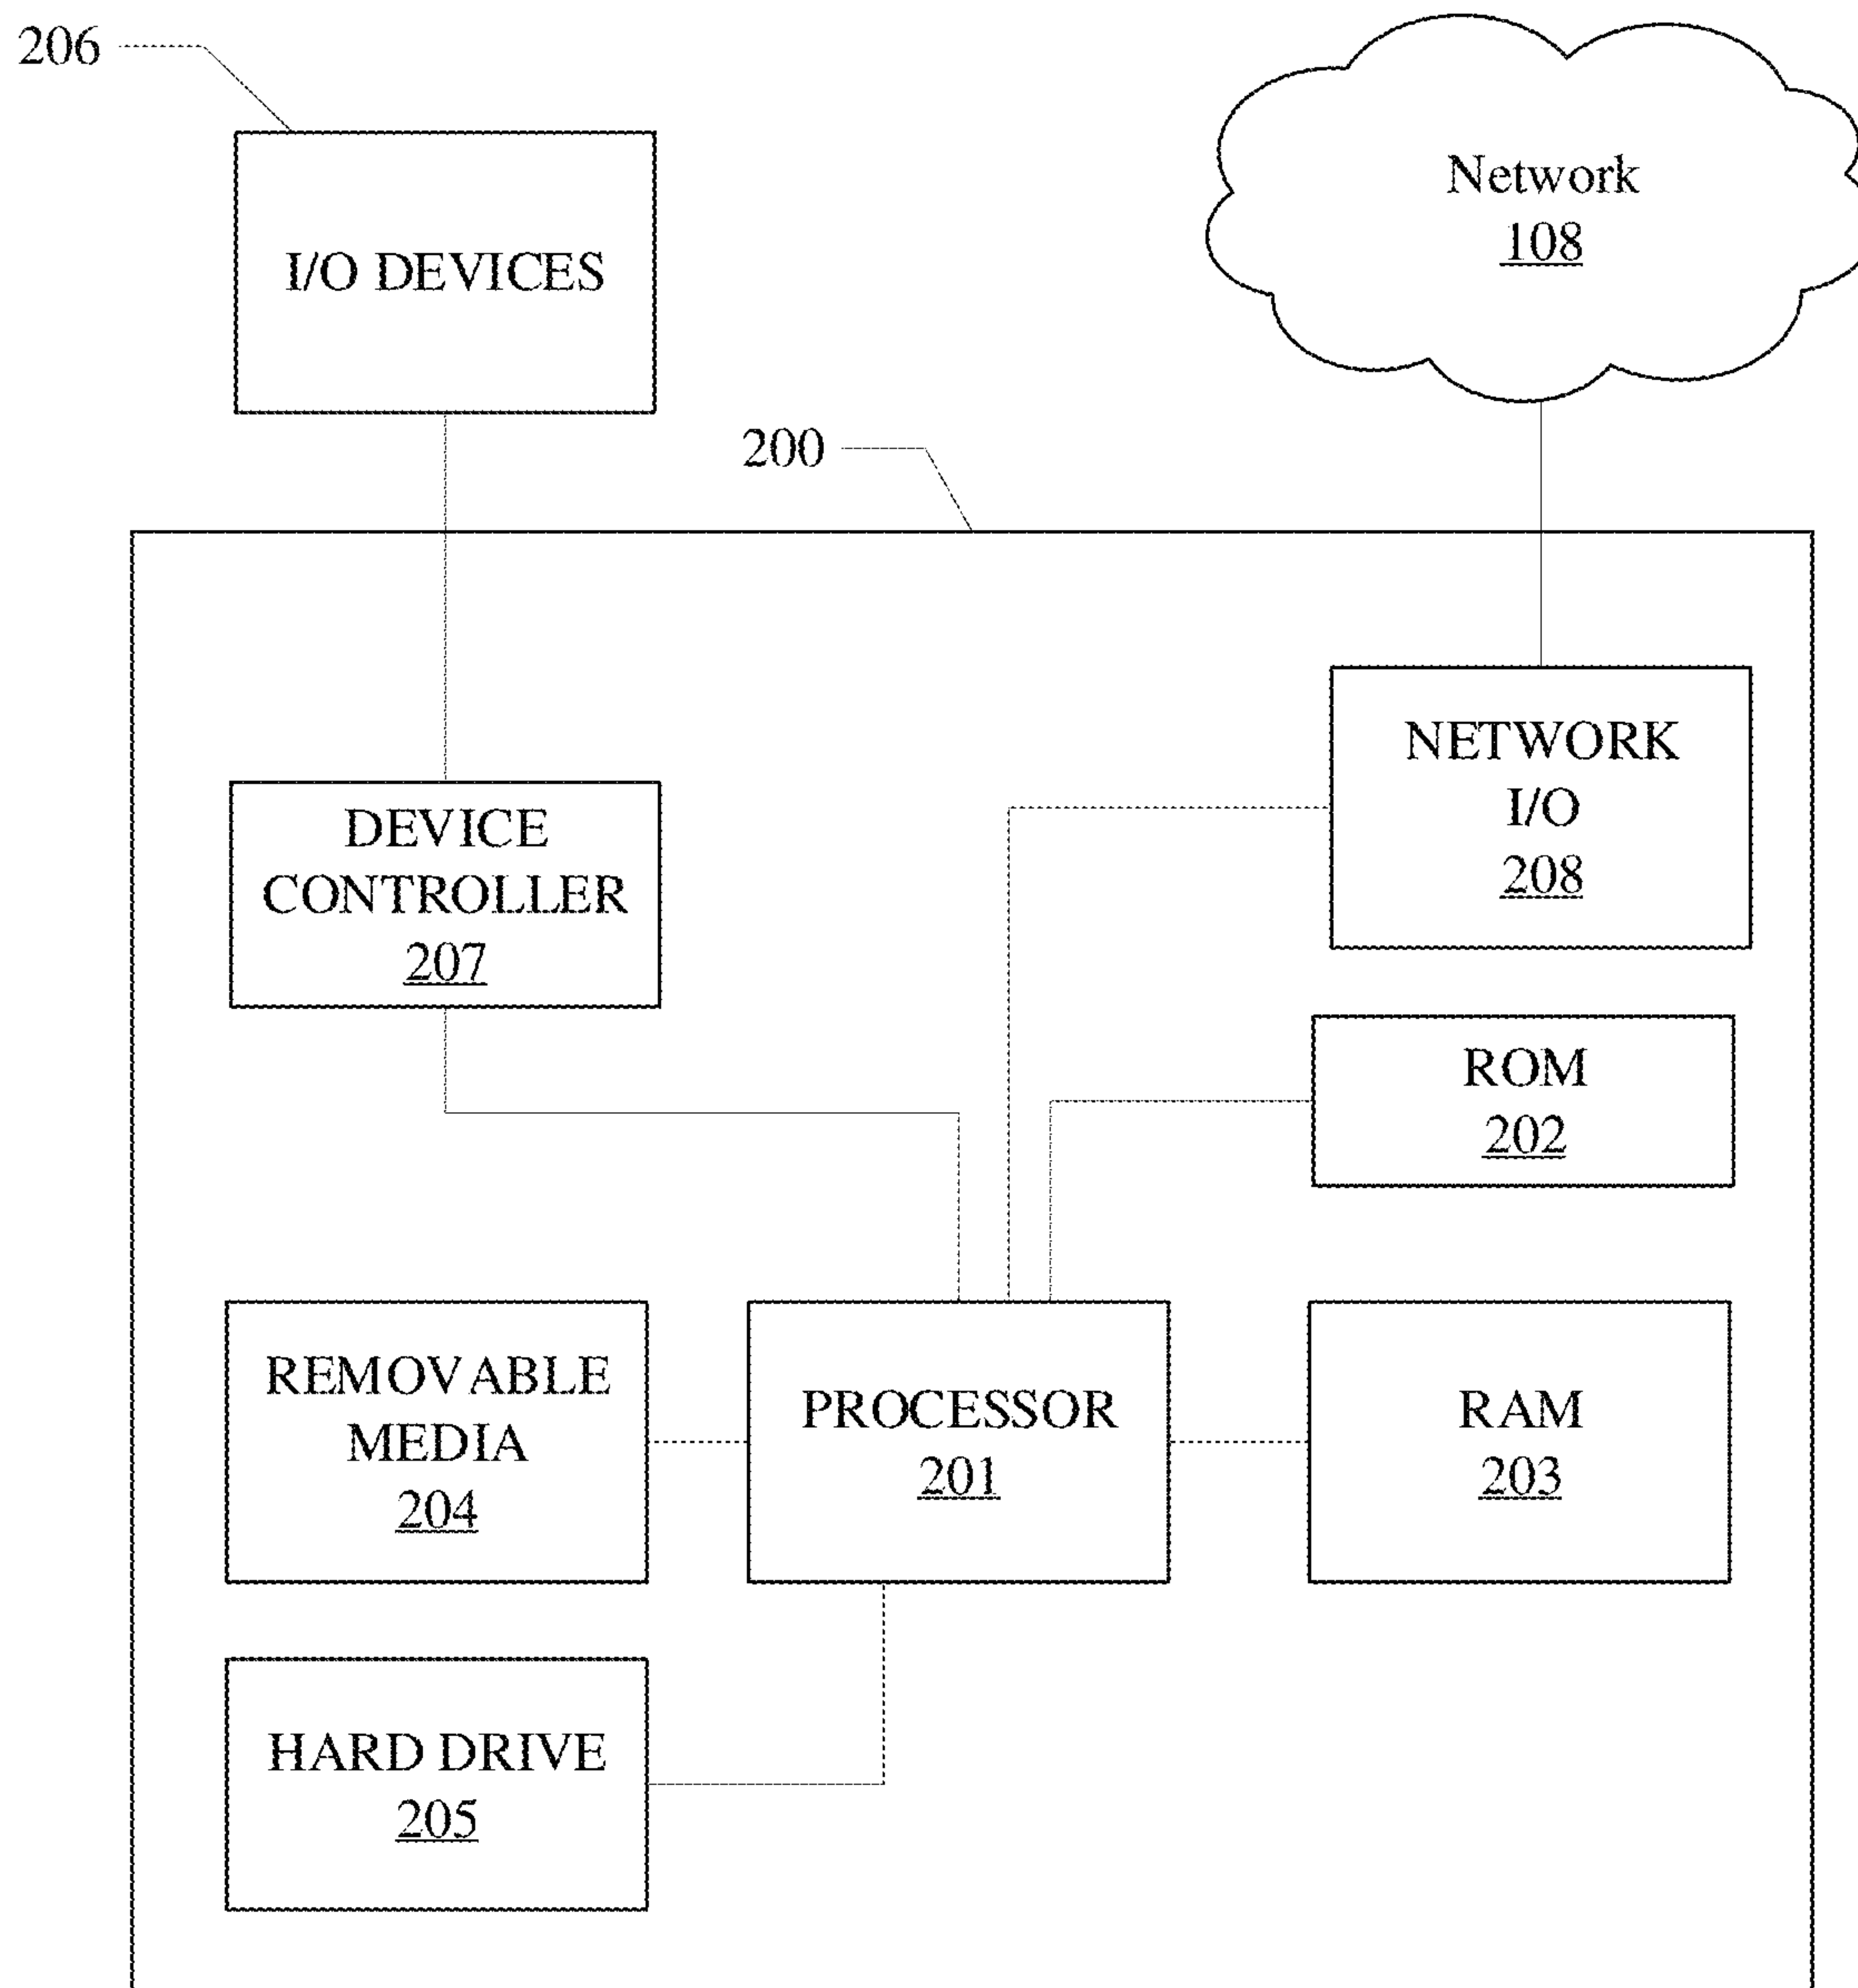 206
I/O DEVICES
Network
108
200
NETWORK
I/O
208
DEVICE
CONTROLLER
207
ROM
202
REMOVABLE
MEDIA
204
PROCESSOR
201
RAM
203
HARD DRIVE
205